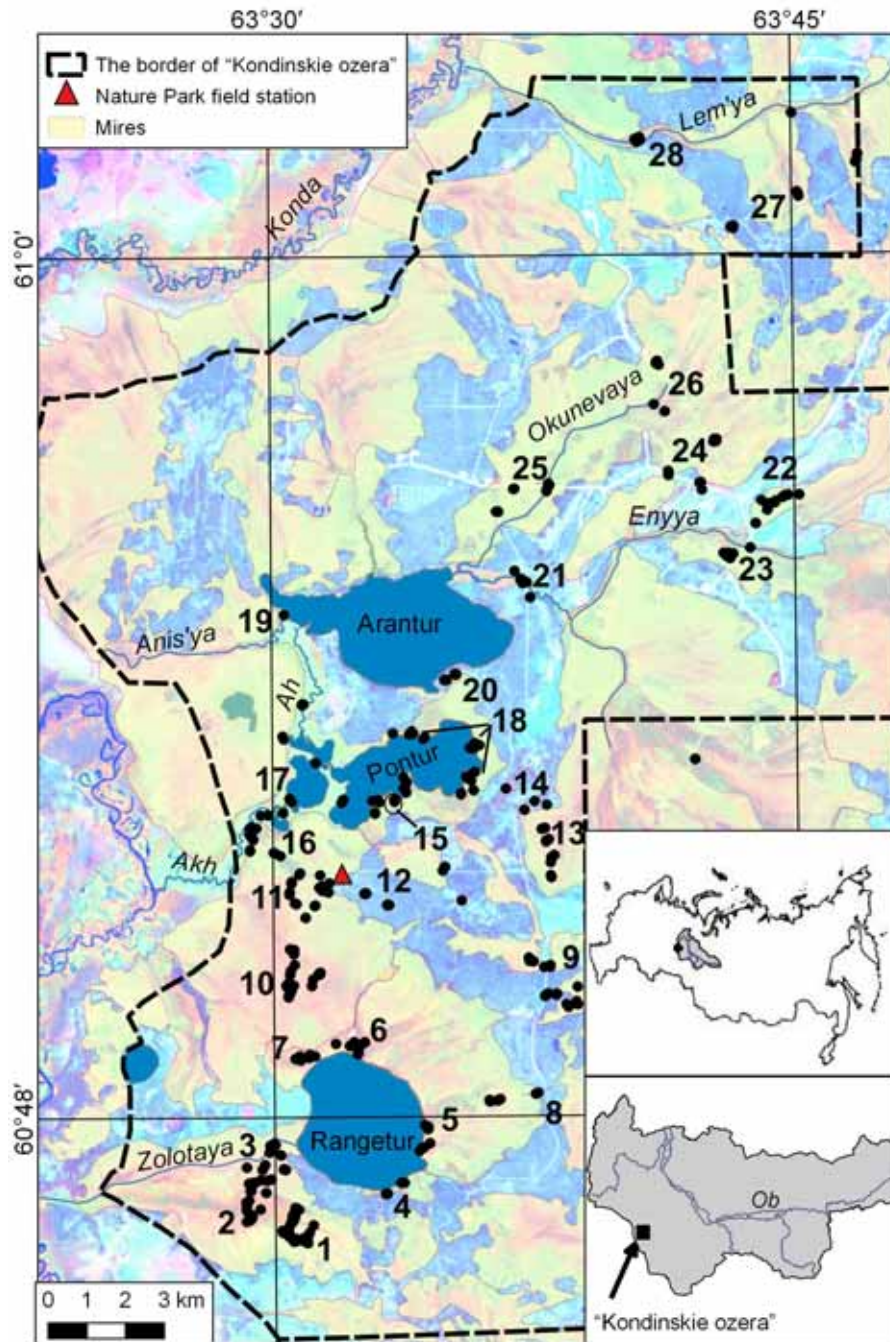 63°30′ 63°45′
The border of “Kondinskie ozera”
Nature Park field station
Mires
Lem'ya
28
Konda
27
61°0′
26
Okunevaya
24
25
22
Enyya
23
21
19
Arantur
Anis'ya
Ah
20
18
17
Pontur
14
15
13
16
Akh
12
11
9
10
6
7
8
60°48′
5
3
Rangetur
Zolotaya
4
2
1
Ob
0 1 2 3 km
“Kondinskie ozera”